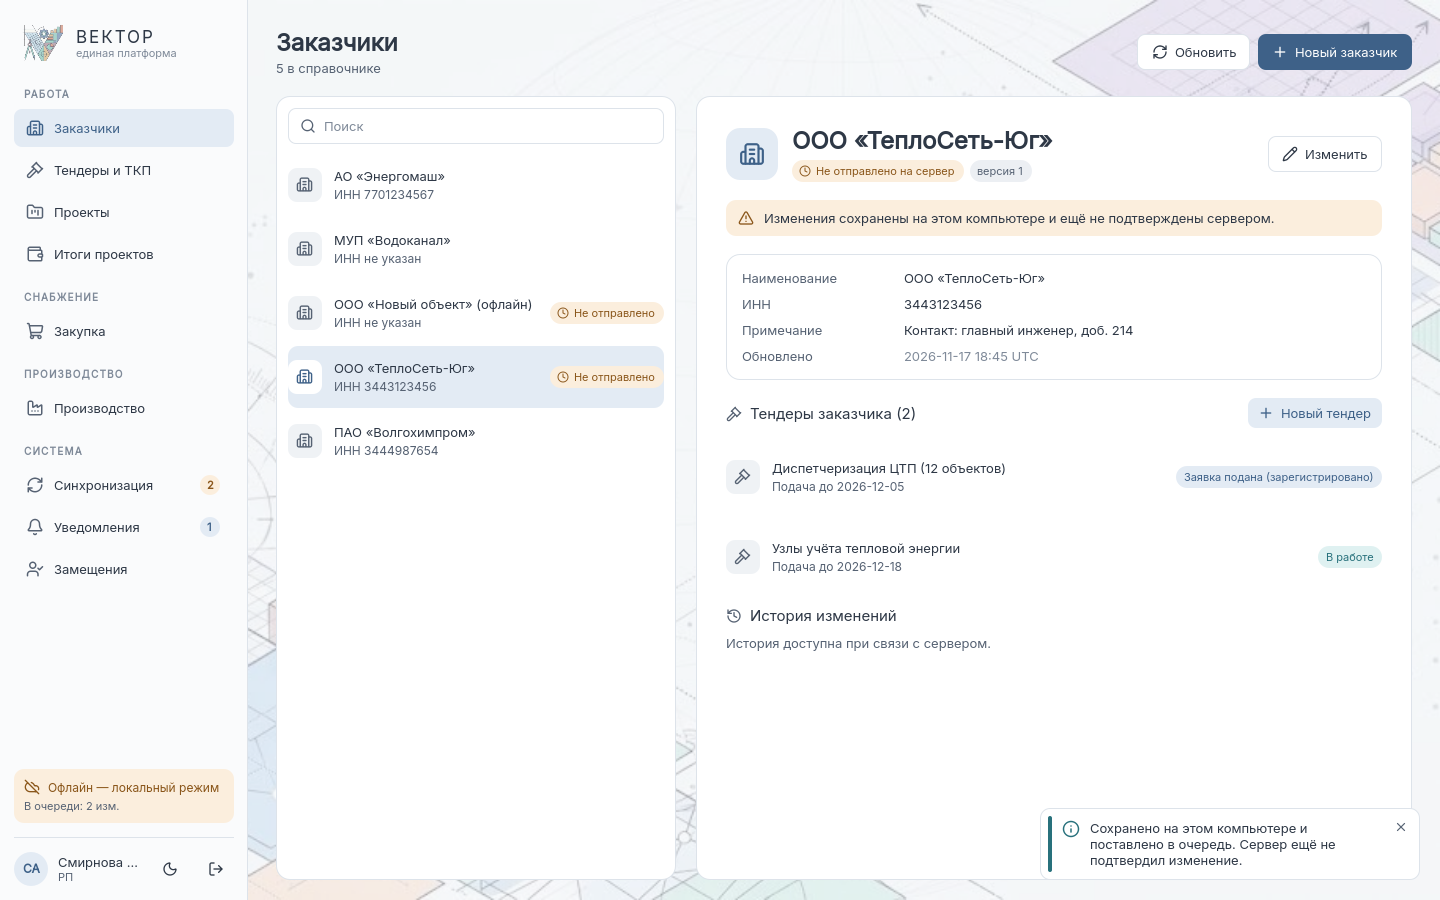 ВЕКТОР
единая платформа
РАБОТА
Заказчики
Тендеры и ТКП
Проекты
Итоги проектов
СНАБЖЕНИЕ
Закупка
ПРОИЗВОДСТВО
Производство
СИСТЕМА
Синхронизация 2
Уведомления 1
Замещения
Офлайн — локальный режим
В очереди: 2 изм.
СА
Смирнова ...
РП
Заказчики
5 в справочнике
Обновить
Новый заказчик
Поиск
АО «Энергомаш»
ИНН 7701234567
МУП «Водоканал»
ИНН не указан
ООО «Новый объект» (офлайн)
ИНН не указан
Не отправлено
ООО «ТеплоСеть-Юг»
ИНН 3443123456
Не отправлено
ПАО «Волгохимпром»
ИНН 3444987654
ООО «ТеплоСеть-Юг»
Не отправлено на сервер
версия 1
Изменить
Изменения сохранены на этом компьютере и ещё не подтверждены сервером.
Наименование ООО «ТеплоСеть-Юг»
ИНН 3443123456
Примечание Контакт: главный инженер, доб. 214
Обновлено 2026-11-17 18:45 UTC
Тендеры заказчика (2)
Новый тендер
Диспетчеризация ЦТП (12 объектов)
Подача до 2026-12-05
Заявка подана (зарегистрировано)
Узлы учёта тепловой энергии
Подача до 2026-12-18
В работе
История изменений
История доступна при связи с сервером.
Сохранено на этом компьютере и
поставлено в очередь. Сервер ещё не
подтвердил изменение.